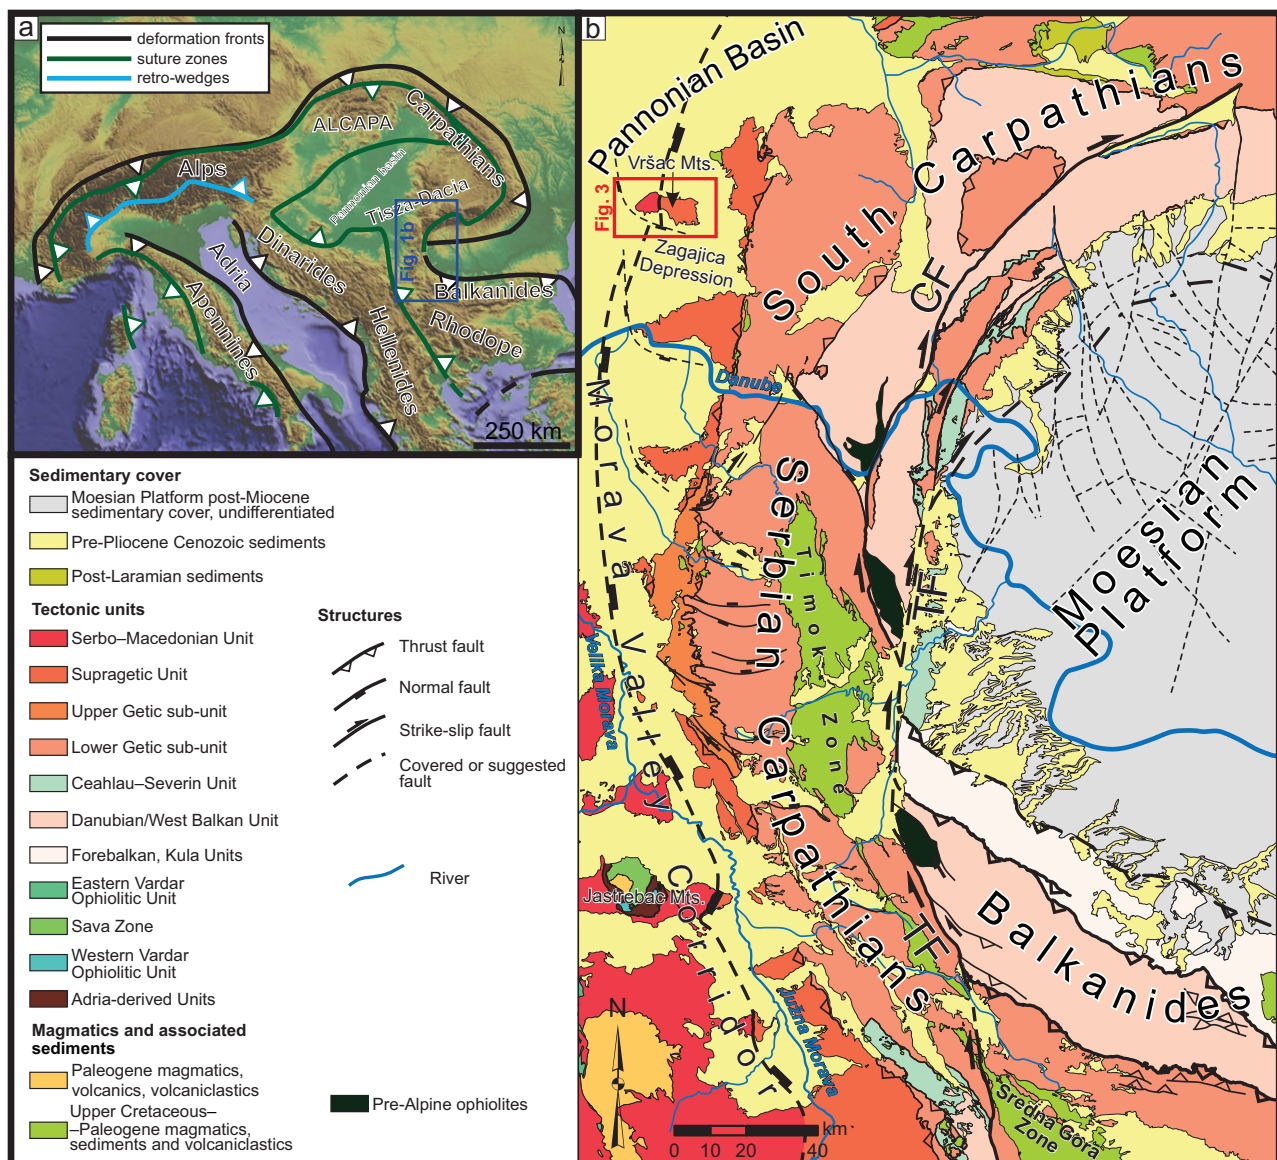 a
deformation fronts
suture zones
retro-wedges
N
ALCAPA
Carpathians
Alps
Pannonian basin
Tisza-Dacia
Fig. 1b
Dinarides
Adria
Apennines
Balkanides
Rhodope
Hellenides
250 km
b
Pannonian Basin
Vršac Mts.
Fig. 3
Zagajica
Depression
South Carpathians
CF
Danube
Morava Valley Corridor
Serbian Carpathians
Timok Zone
TF
Moesian
Platform
Velika Morava
Jastrebac Mts.
TF
Balkanides
Južna Morava
Sredna Gora
Zone
N
km
0 10 20 40
Sedimentary cover
Moesian Platform post-Miocene
sedimentary cover, undifferentiated
Pre-Pliocene Cenozoic sediments
Post-Laramian sediments
Tectonic units
Serbo–Macedonian Unit
Supragetic Unit
Upper Getic sub-unit
Lower Getic sub-unit
Ceahlau–Severin Unit
Danubian/West Balkan Unit
Forebalkan, Kula Units
Eastern Vardar
Ophiolitic Unit
Sava Zone
Western Vardar
Ophiolitic Unit
Adria-derived Units
Magmatics and associated
sediments
Paleogene magmatics,
volcanics, volcaniclastics
Upper Cretaceous–
–Paleogene magmatics,
sediments and volcaniclastics
Structures
Thrust fault
Normal fault
Strike-slip fault
Covered or suggested
fault
River
Pre-Alpine ophiolites